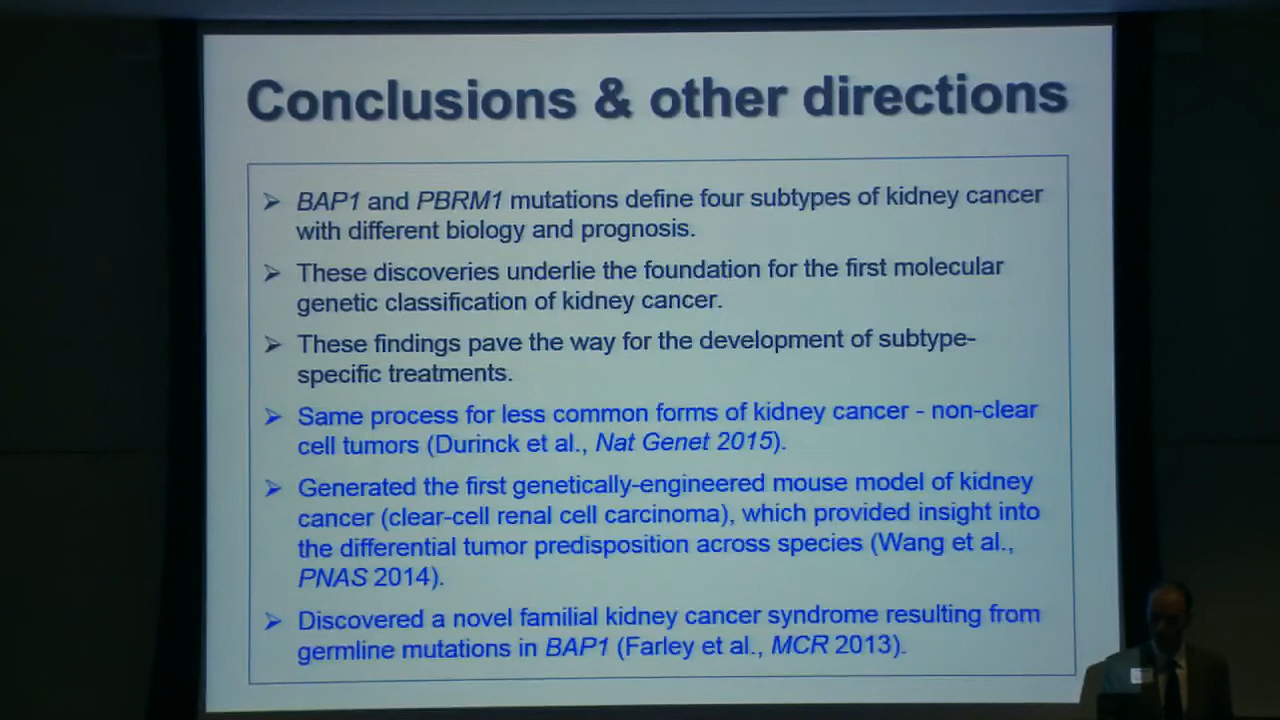 Conclusions & other directions
➢ BAP1 and PBRM1 mutations define four subtypes of kidney cancer
with different biology and prognosis.
➢ These discoveries underlie the foundation for the first molecular
genetic classification of kidney cancer.
➢ These findings pave the way for the development of subtype-
specific treatments.
➢ Same process for less common forms of kidney cancer - non-clear
cell tumors (Durinck et al., Nat Genet 2015).
➢ Generated the first genetically-engineered mouse model of kidney
cancer (clear-cell renal cell carcinoma), which provided insight into
the differential tumor predisposition across species (Wang et al.,
PNAS 2014).
➢ Discovered a novel familial kidney cancer syndrome resulting from
germline mutations in BAP1 (Farley et al., MCR 2013).